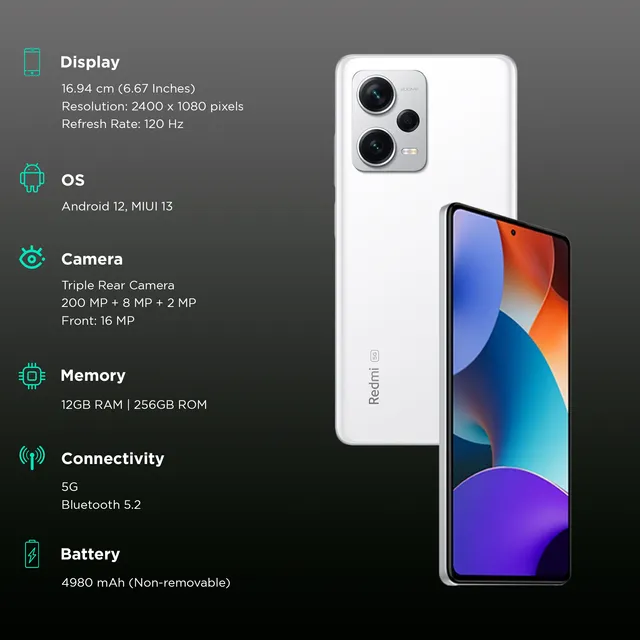 Display
16.94 cm (6.67 Inches)
Resolution: 2400 x 1080 pixels
Refresh Rate: 120 Hz
OS
Android 12, MIUI 13
Camera
Triple Rear Camera
200 MP + 8 MP + 2 MP
Front: 16 MP
Memory
12GB RAM | 256GB ROM
Connectivity
5G
Bluetooth 5.2
Battery
4980 mAh (Non-removable)
Redmi 5G